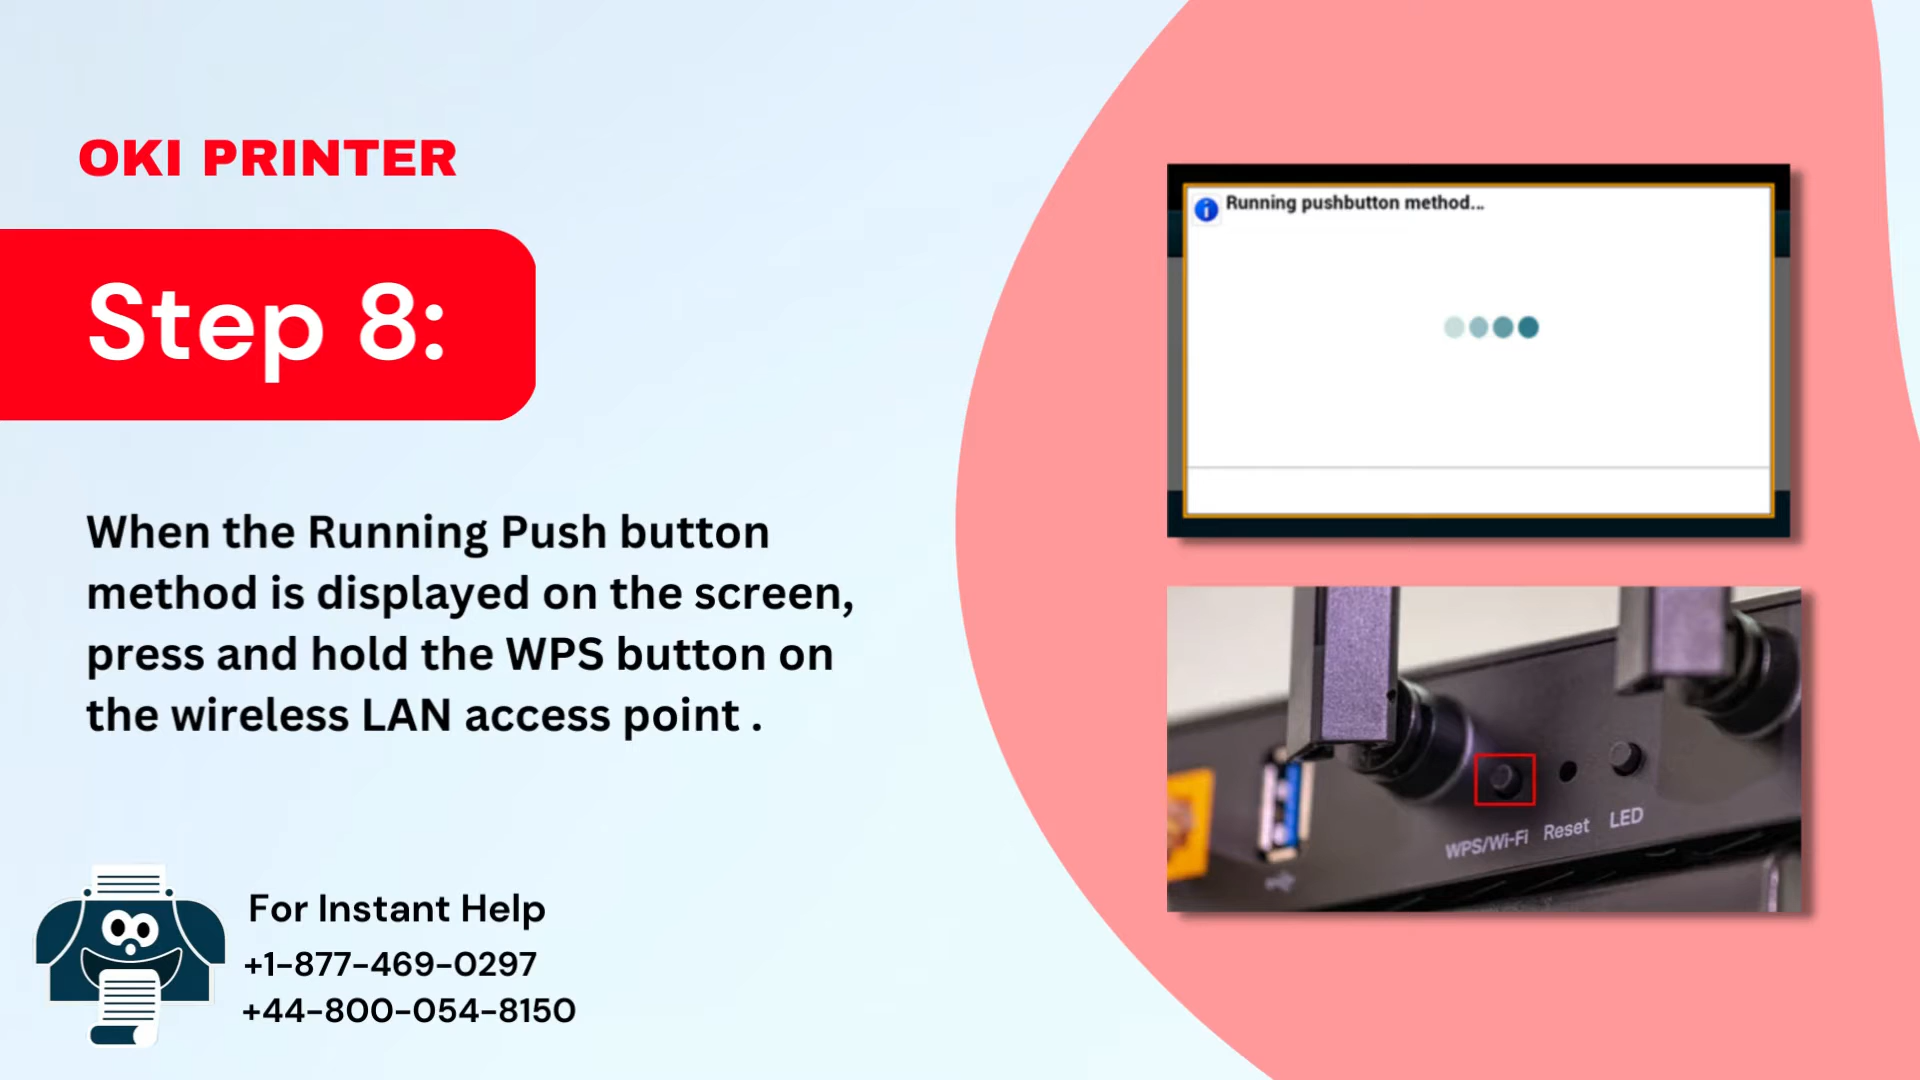 OKI PRINTER
Step 8:
When the Running Push button
method is displayed on the screen,
press and hold the WPS button on
the wireless LAN access point .
For Instant Help
+1-877-469-0297
+44-800-054-8150
Running pushbutton method...
WPS/Wi-Fi Reset LED